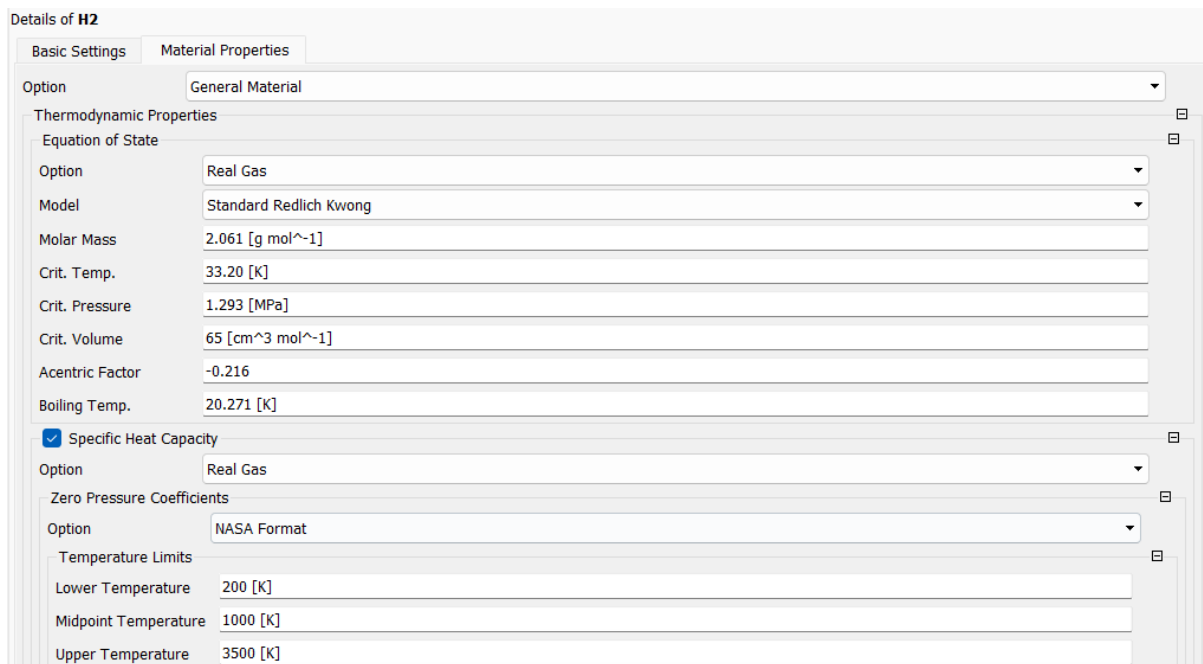 Details of H2
Basic Settings Material Properties
Option General Material
Thermodynamic Properties
Equation of State
Option Real Gas
Model Standard Redlich Kwong
Molar Mass 2.061 [g mol^-1]
Crit. Temp. 33.20 [K]
Crit. Pressure 1.293 [MPa]
Crit. Volume 65 [cm^3 mol^-1]
Acentric Factor -0.216
Boiling Temp. 20.271 [K]
Specific Heat Capacity
Option Real Gas
Zero Pressure Coefficients
Option NASA Format
Temperature Limits
Lower Temperature 200 [K]
Midpoint Temperature 1000 [K]
Upper Temperature 3500 [K]